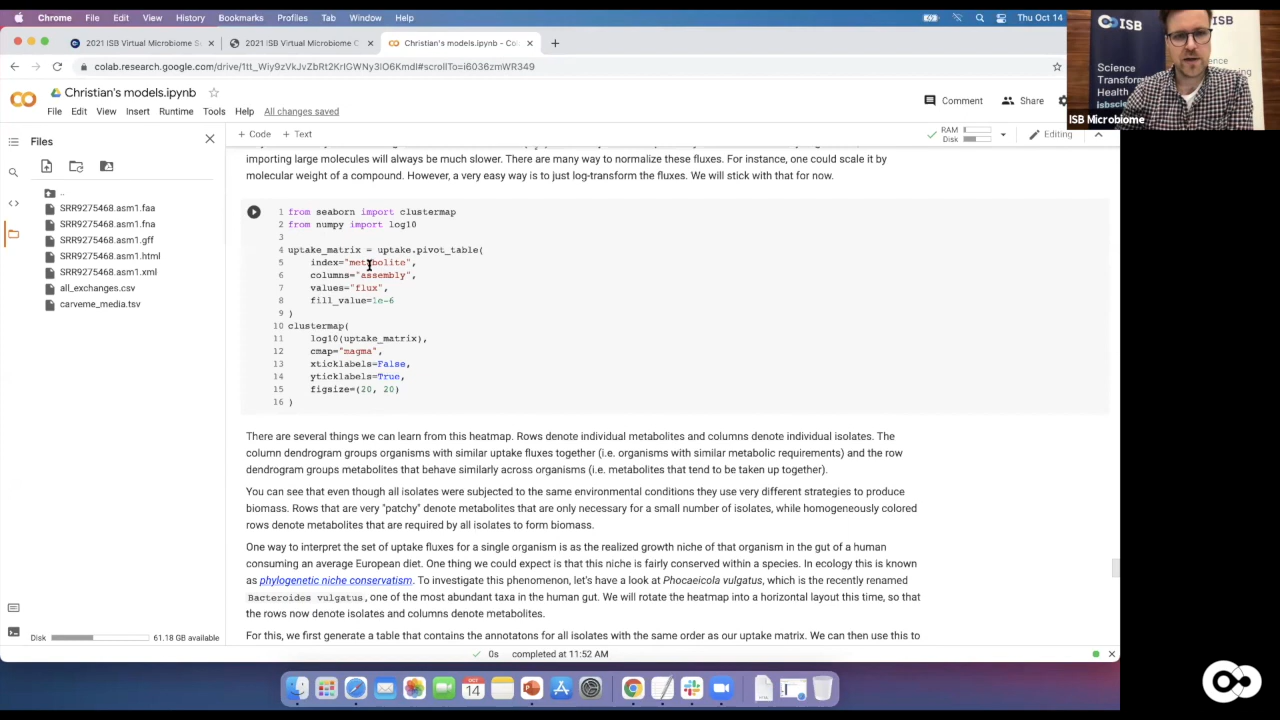 Chrome File Edit View History Bookmarks Profiles Tab Window Help Thu Oct 14
2021 ISB Virtual Microbiome S 2021 ISB Virtual Microbiome C Christian's models.ipynb - Co
colab.research.google.com/drive/1tt_Wiy9zVkJvZbRt2KrIGWNy3IO6KmdI#scrollTo=i6036zmWR349
Christian's models.ipynb
File Edit View Insert Runtime Tools Help All changes saved
Comment Share
Files
+ Code + Text
RAM
Disk
Editing
..
SRR9275468.asm1.faa
SRR9275468.asm1.fna
SRR9275468.asm1.gff
SRR9275468.asm1.html
SRR9275468.asm1.xml
all_exchanges.csv
carveme_media.tsv
importing large molecules will always be much slower. There are many way to normalize these fluxes. For instance, one could scale it by
molecular weight of a compound. However, a very easy way is to just log-transform the fluxes. We will stick with that for now.
1 from seaborn import clustermap
2 from numpy import log10
3
4 uptake_matrix = uptake.pivot_table(
5 index="metabolite",
6 columns="assembly",
7 values="flux",
8 fill_value=1e-6
9 )
10 clustermap(
11 log10(uptake_matrix),
12 cmap="magma",
13 xticklabels=False,
14 yticklabels=True,
15 figsize=(20, 20)
16 )
There are several things we can learn from this heatmap. Rows denote individual metabolites and columns denote individual isolates. The
column dendrogram groups organisms with similar uptake fluxes together (i.e. organisms with similar metabolic requirements) and the row
dendrogram groups metabolites that behave similarly across organisms (i.e. metabolites that tend to be taken up together).
You can see that even though all isolates were subjected to the same environmental conditions they use very different strategies to produce
biomass. Rows that are very "patchy" denote metabolites that are only necessary for a small number of isolates, while homogeneously colored
rows denote metabolites that are required by all isolates to form biomass.
One way to interpret the set of uptake fluxes for a single organism is as the realized growth niche of that organism in the gut of a human
consuming an average European diet. One thing we could expect is that this niche is fairly conserved within a species. In ecology this is known
as phylogenetic niche conservatism. To investigate this phenomenon, let's have a look at Phocaeicola vulgatus, which is the recently renamed
Bacteroides vulgatus, one of the most abundant taxa in the human gut. We will rotate the heatmap into a horizontal layout this time, so that
the rows now denote isolates and columns denote metabolites.
For this, we first generate a table that contains the annotatons for all isolates with the same order as our uptake matrix. We can then use this to
Disk 61.18 GB available
0s completed at 11:52 AM
OCT
14
ISB
ISB
Science
Transfor
Health
ISB Microbiome